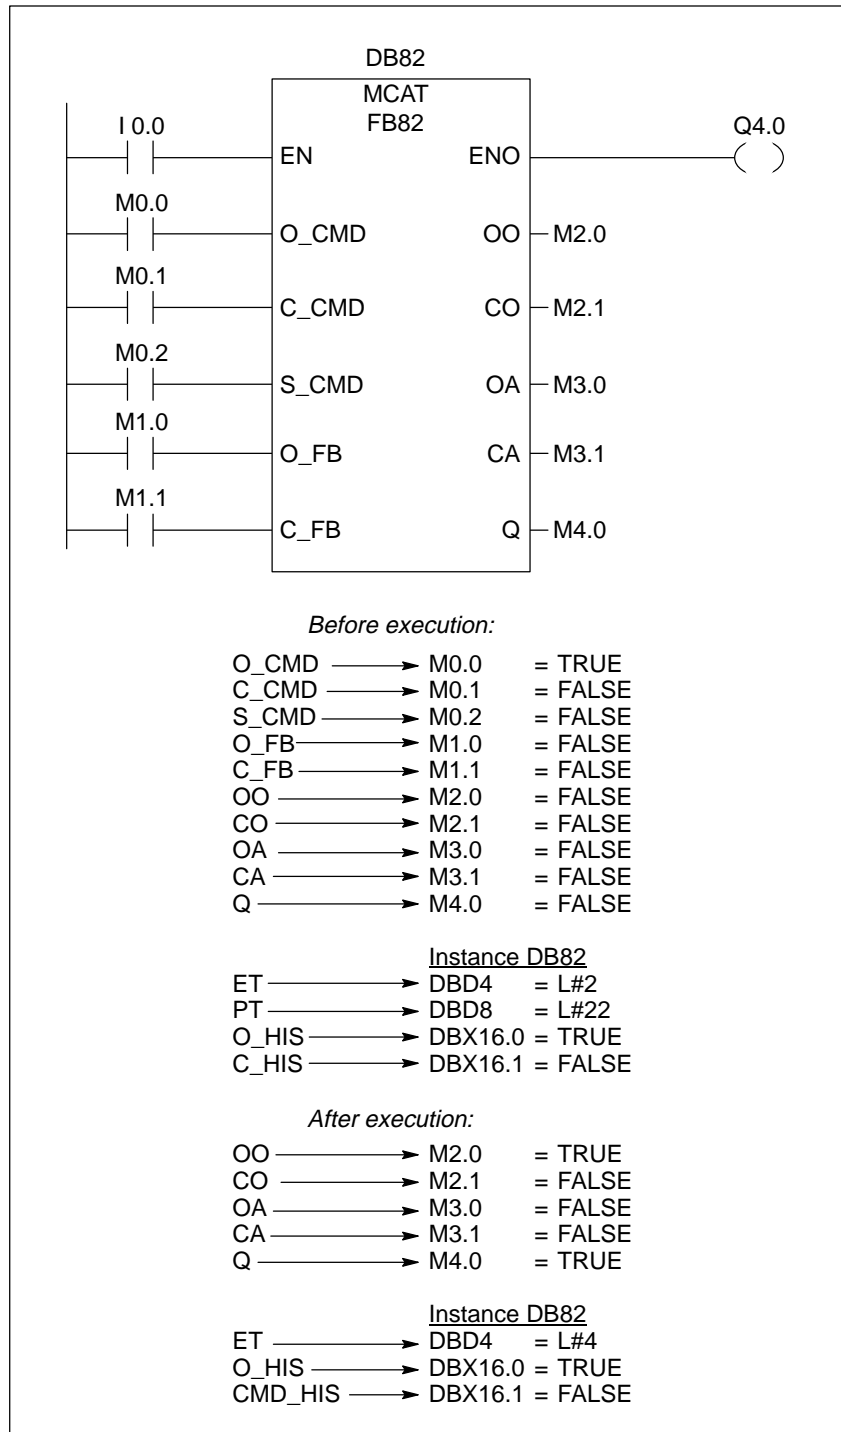 DB82
MCAT
FB82
I 0.0
Q4.0
EN ENO
M0.0
O_CMD OO M2.0
M0.1
C_CMD CO M2.1
M0.2
S_CMD OA M3.0
M1.0
O_FB CA M3.1
M1.1
C_FB Q M4.0
Before execution:
O_CMD M0.0 = TRUE
C_CMD M0.1 = FALSE
S_CMD M0.2 = FALSE
O_FB M1.0 = FALSE
C_FB M1.1 = FALSE
OO M2.0 = FALSE
CO M2.1 = FALSE
OA M3.0 = FALSE
CA M3.1 = FALSE
Q M4.0 = FALSE
Instance DB82
ET DBD4 = L#2
PT DBD8 = L#22
O_HIS DBX16.0 = TRUE
C_HIS DBX16.1 = FALSE
After execution:
OO M2.0 = TRUE
CO M2.1 = FALSE
OA M3.0 = FALSE
CA M3.1 = FALSE
Q M4.0 = TRUE
Instance DB82
ET DBD4 = L#4
O_HIS DBX16.0 = TRUE
CMD_HIS DBX16.1 = FALSE